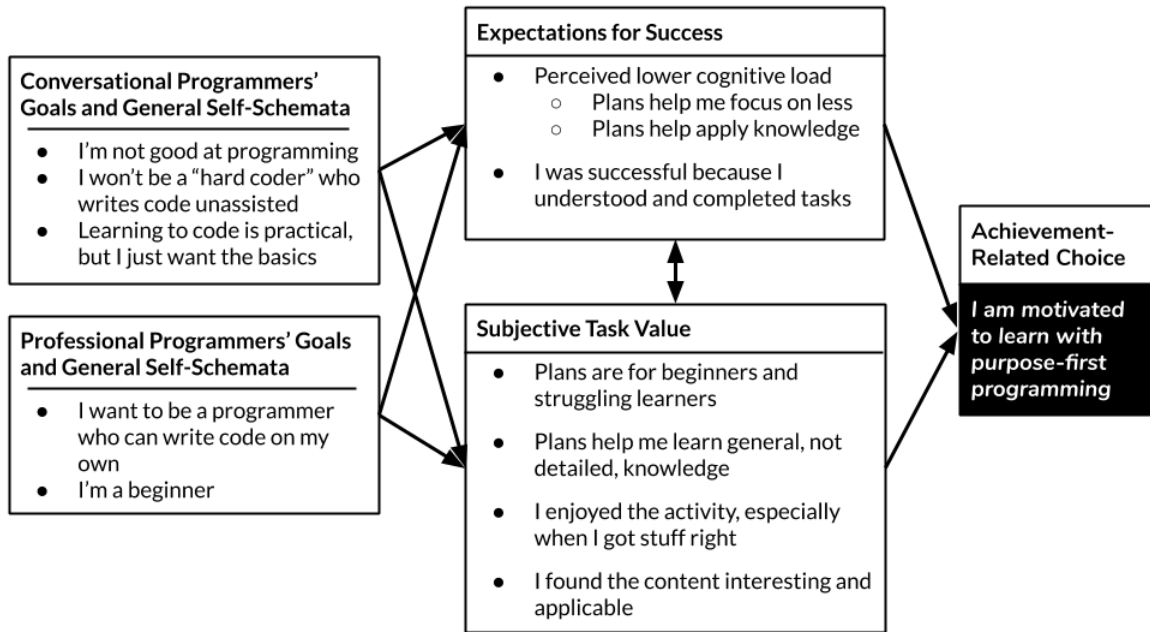 Conversational Programmers’
Goals and General Self-Schemata
● I’m not good at programming
● I won’t be a “hard coder” who
writes code unassisted
● Learning to code is practical,
but I just want the basics
Professional Programmers’ Goals
and General Self-Schemata
● I want to be a programmer
who can write code on my
own
● I’m a beginner
Expectations for Success
● Perceived lower cognitive load
○ Plans help me focus on less
○ Plans help apply knowledge
● I was successful because I
understood and completed tasks
Subjective Task Value
● Plans are for beginners and
struggling learners
● Plans help me learn general, not
detailed, knowledge
● I enjoyed the activity, especially
when I got stuff right
● I found the content interesting and
applicable
Achievement-
Related Choice
I am motivated
to learn with
purpose-first
programming